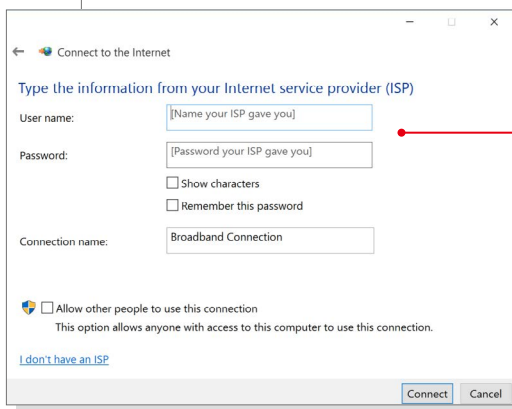 Connect to the Internet
Type the information from your Internet service provider (ISP)
User name: [Name your ISP gave you]
Password: [Password your ISP gave you]
Show characters
Remember this password
Connection name: Broadband Connection
Allow other people to use this connection
This option allows anyone with access to this computer to use this connection.
I don't have an ISP
Connect Cancel